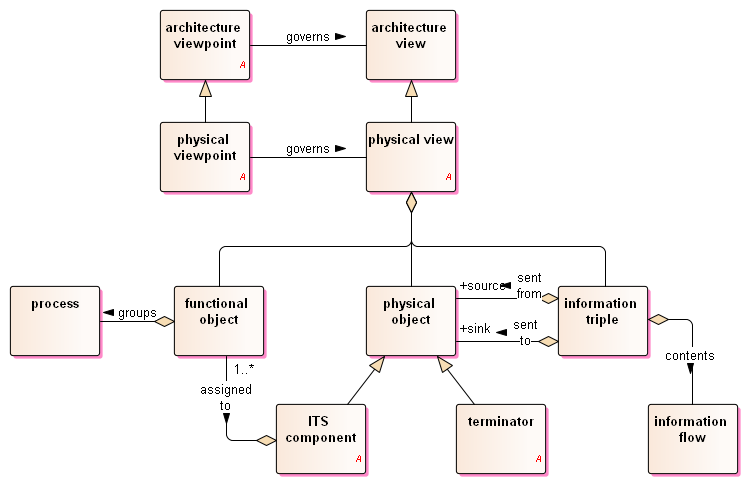 architecture
viewpoint
A
governs ►
architecture
view
physical
viewpoint
A
governs ►
physical view
A
process
◄ groups
functional
object
physical
object
+source
◄ sent
from
+sink
◄ sent
to
information
triple
contents
▼
1..*
assigned
to
▼
ITS
component
A
terminator
A
information
flow